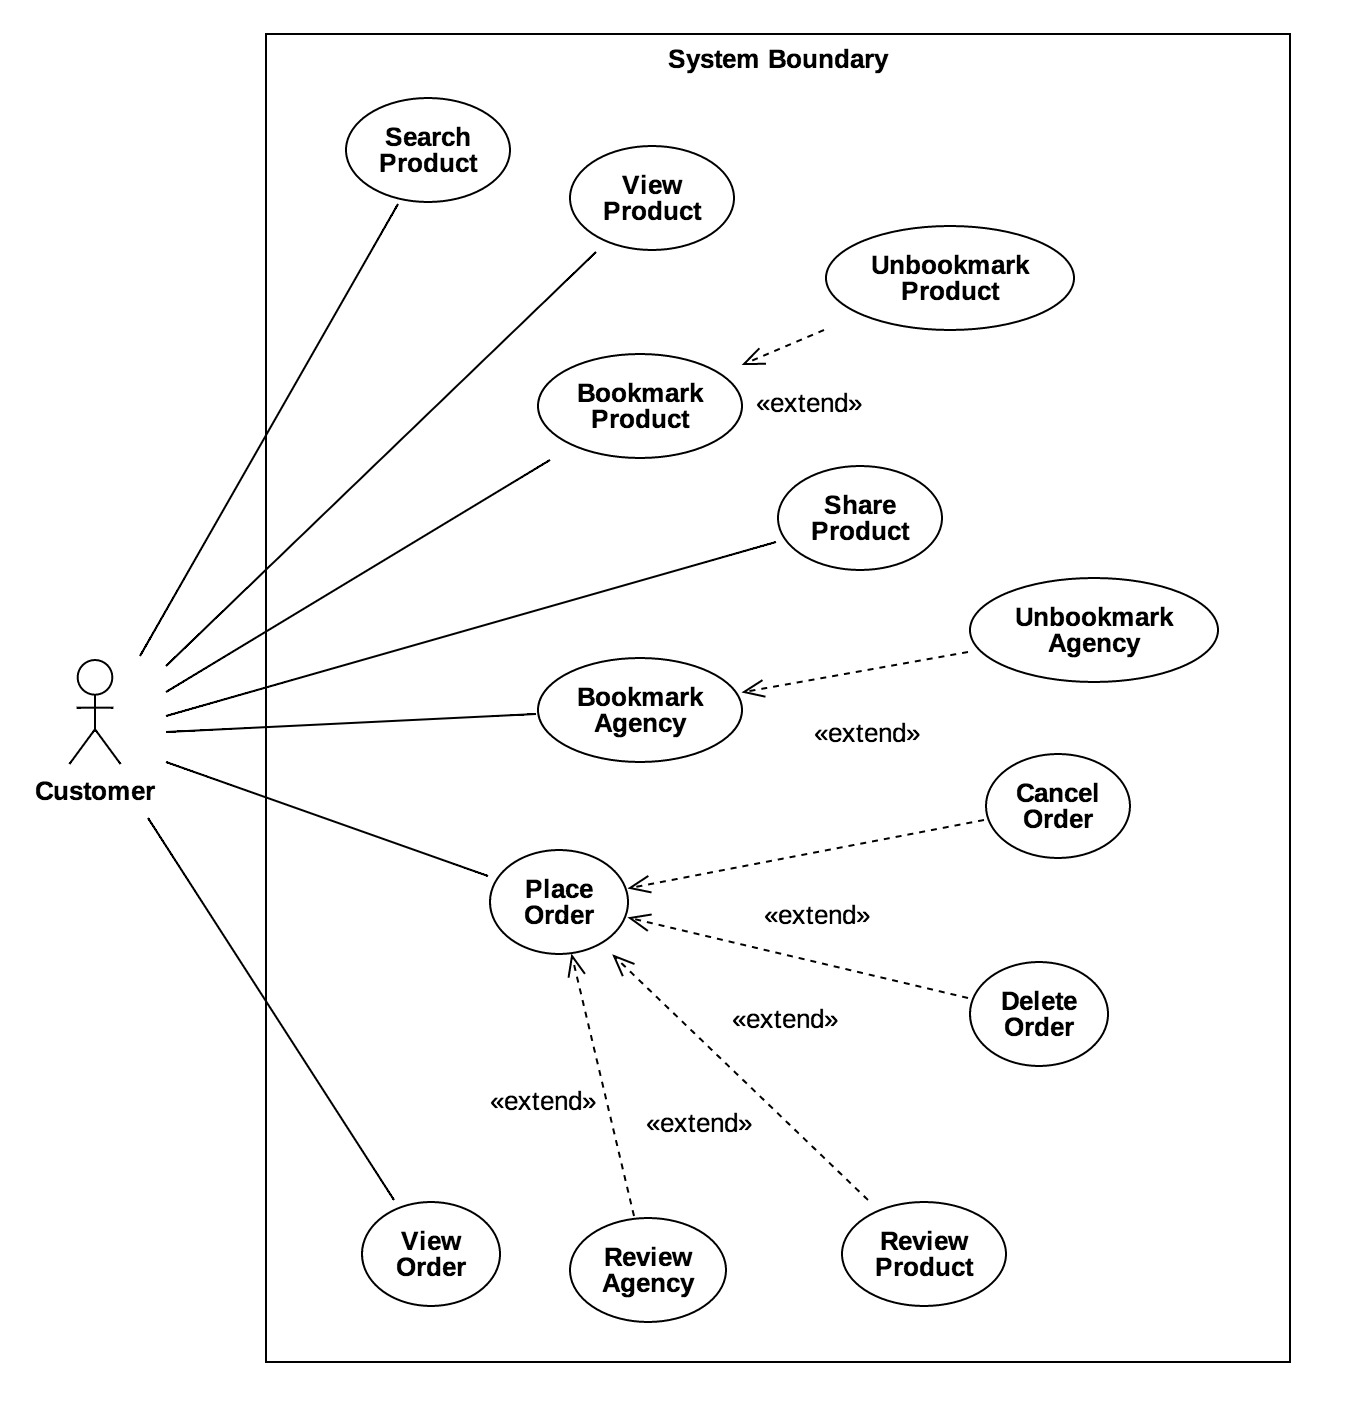 System Boundary
Search
Product
View
Product
Unbookmark
Product
Bookmark
Product
«extend»
Share
Product
Unbookmark
Agency
Bookmark
Agency
«extend»
Customer
Cancel
Order
Place
Order
«extend»
Delete
Order
«extend»
«extend»
«extend»
View
Order
Review
Agency
Review
Product